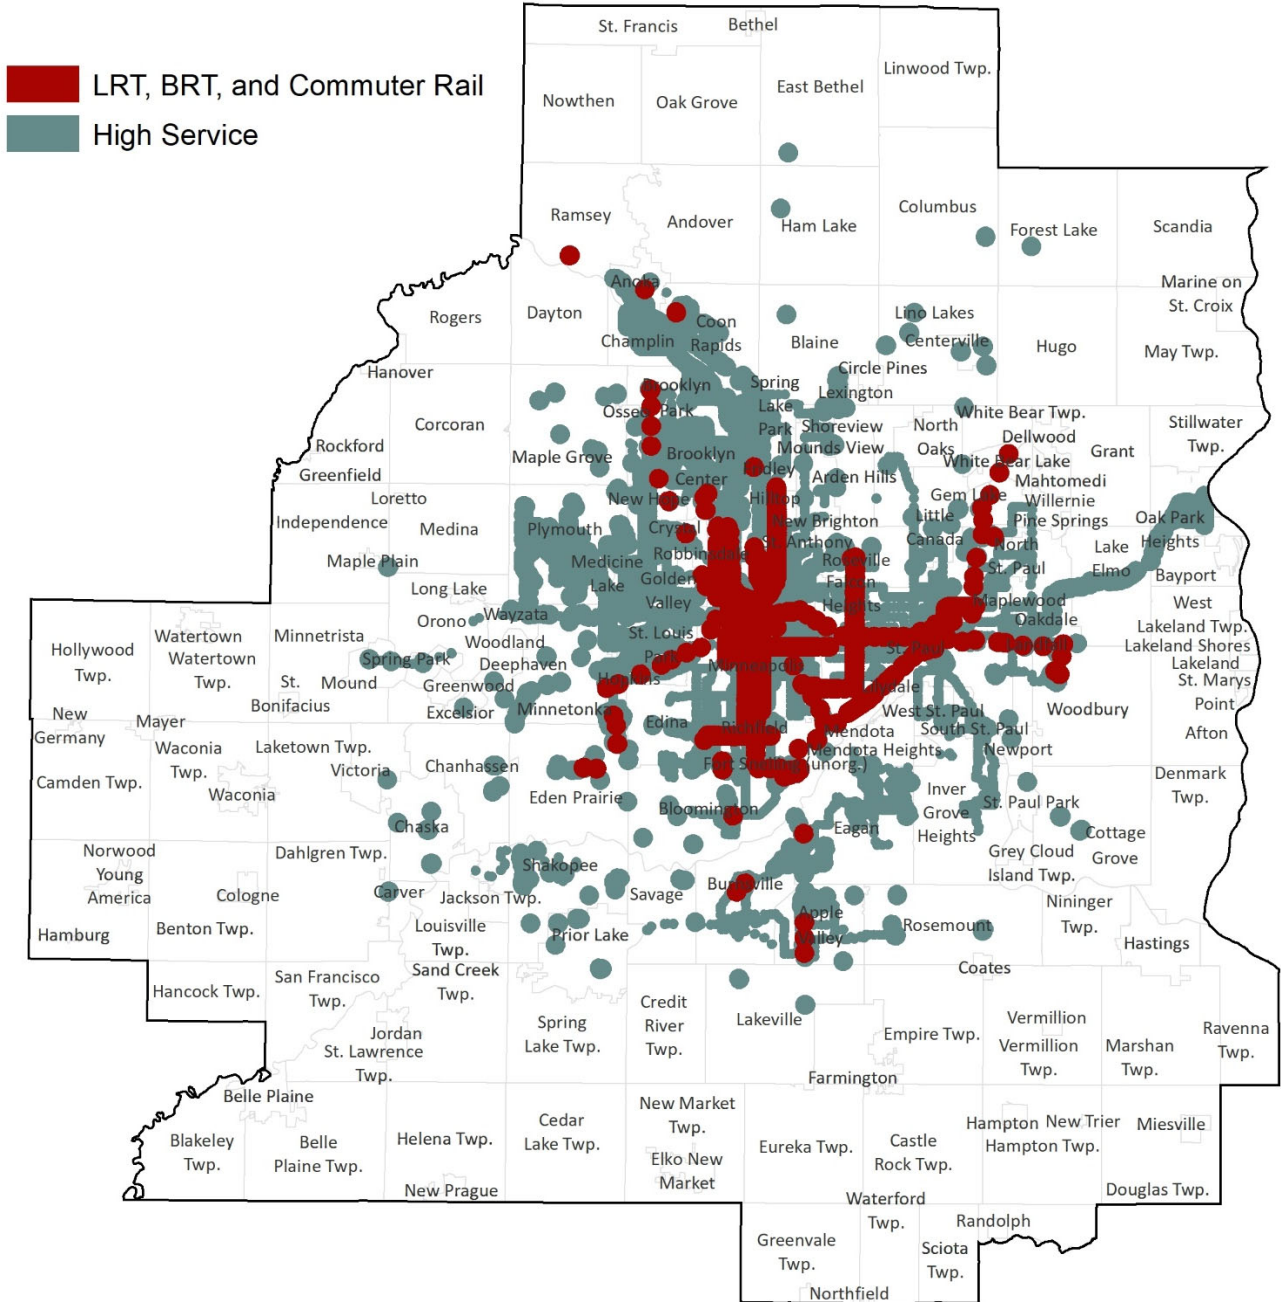 LRT, BRT, and Commuter Rail
High Service
St. Francis
Bethel
Linwood Twp.
Nowthen
Oak Grove
East Bethel
Ramsey
Andover
Ham Lake
Columbus
Forest Lake
Scandia
Anoka
Marine on
St. Croix
Rogers
Dayton
Champlin
Coon
Rapids
Blaine
Lino Lakes
Centerville
Hugo
May Twp.
Hanover
Circle Pines
Lexington
Brooklyn
Park
Osseo
Spring
Lake
Park
Corcoran
Shoreview
Mounds View
North
Oaks
White Bear Twp.
Dellwood
White Bear Lake
Grant
Stillwater
Twp.
Rockford
Greenfield
Maple Grove
Brooklyn
Center
Fridley
Arden Hills
Mahtomedi
Willernie
Gem Lake
Loretto
Independence
Medina
Plymouth
New Hope
Crystal
Hilltop
New Brighton
Little
Canada
Pine Springs
Oak Park
Heights
Maple Plain
Medicine
Lake
Robbinsdale
St. Anthony
Roseville
North
St. Paul
Lake
Elmo
Bayport
Long Lake
Golden
Valley
Falcon
Heights
Maplewood
Oakdale
West
Lakeland Twp.
Lakeland Shores
Lakeland
St. Marys
Point
Orono
Wayzata
Woodland
Deephaven
Greenwood
Excelsior
St. Louis
Park
Minneapolis
St. Paul
Landfall
Hollywood
Twp.
Watertown
Watertown
Twp.
Minnetrista
Spring Park
St.
Bonifacius
Mound
Minnetonka
Hopkins
Edina
Richfield
Lilydale
West St. Paul
South St. Paul
Woodbury
Afton
New
Germany
Mayer
Waconia
Twp.
Laketown Twp.
Victoria
Chanhassen
Mendota
Mendota Heights
Fort Snelling (unorg.)
Newport
Camden Twp.
Waconia
Eden Prairie
Bloomington
Eagan
Inver
Grove
Heights
St. Paul Park
Denmark
Twp.
Chaska
Cottage
Grove
Norwood
Young
America
Dahlgren Twp.
Shakopee
Grey Cloud
Island Twp.
Cologne
Carver
Jackson Twp.
Savage
Burnsville
Apple
Valley
Rosemount
Nininger
Twp.
Hamburg
Benton Twp.
Louisville
Twp.
Prior Lake
Hastings
Hancock Twp.
San Francisco
Twp.
Sand Creek
Twp.
Coates
Jordan
St. Lawrence
Twp.
Spring
Lake Twp.
Credit
River
Twp.
Lakeville
Empire Twp.
Vermillion
Vermillion
Twp.
Marshan
Twp.
Ravenna
Twp.
Farmington
Belle Plaine
Blakeley
Twp.
Belle
Plaine Twp.
Helena Twp.
Cedar
Lake Twp.
New Market
Twp.
Elko New
Market
Eureka Twp.
Castle
Rock Twp.
Hampton
New Trier
Hampton Twp.
Miesville
New Prague
Waterford
Twp.
Douglas Twp.
Randolph
Greenvale
Twp.
Sciota
Twp.
Northfield